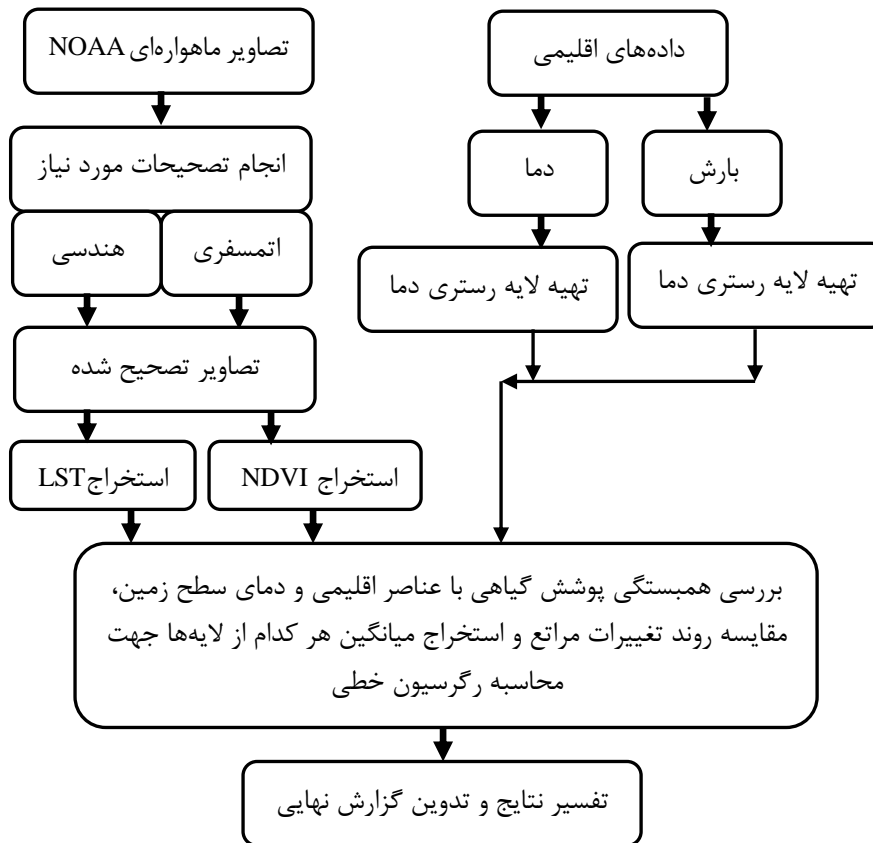 تصاویر ماهواره‌ای NOAA
داده‌های اقلیمی
انجام تصحیحات مورد نیاز
دما
بارش
هندسی
اتمسفری
تهیه لایه رستری دما
تهیه لایه رستری دما
تصاویر تصحیح شده
استخراجLST
استخراج NDVI
بررسی همبستگی پوشش گیاهی با عناصر اقلیمی و دمای سطح زمین،
مقایسه روند تغییرات مراتع و استخراج میانگین هر کدام از لایه‌ها جهت
محاسبه رگرسیون خطی
تفسیر نتایج و تدوین گزارش نهایی